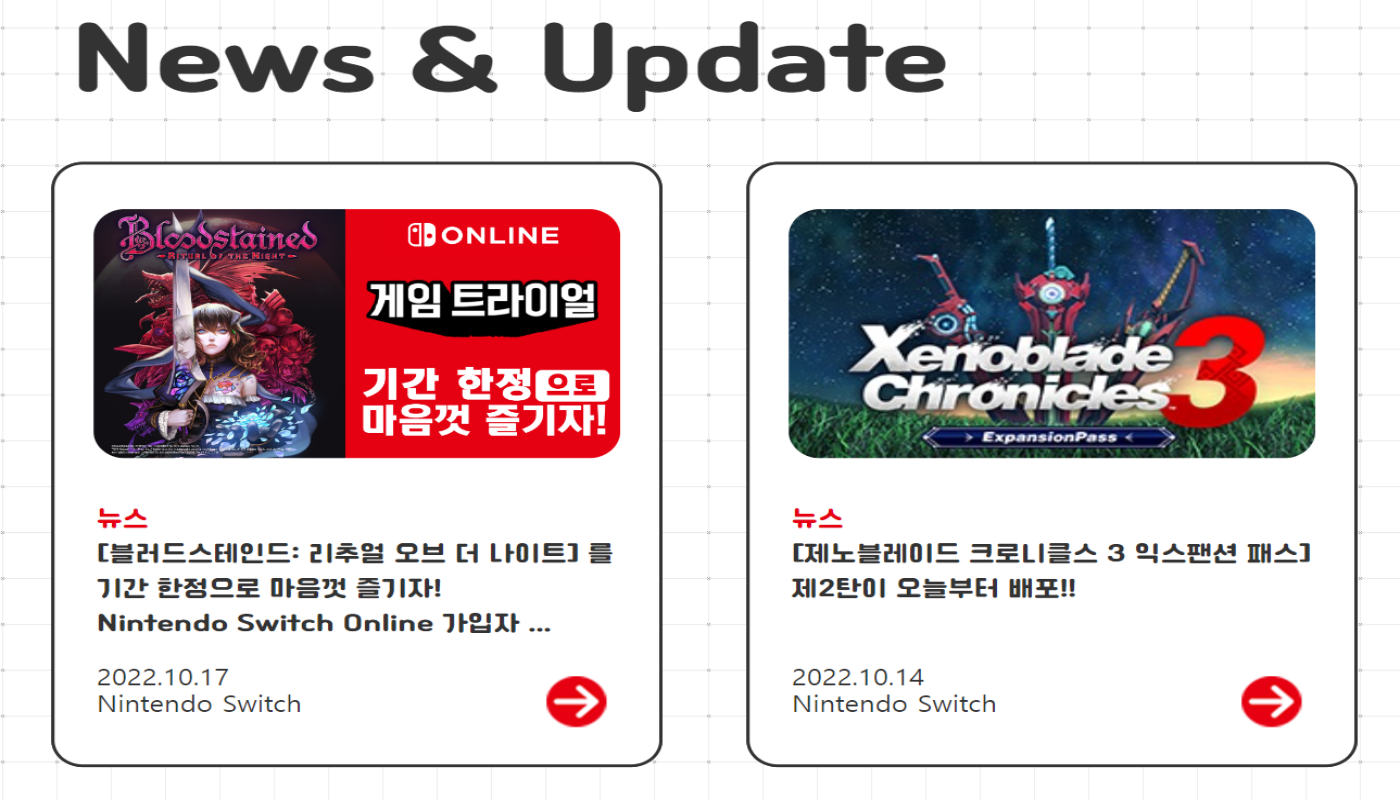 News & Update
Bloodstained
RITUAL OF THE NIGHT
ONLINE
게임 트라이얼
기간 한정으로
마음껏 즐기자!
뉴스
[블러드스테인드: 리추얼 오브 더 나이트] 를
기간 한정으로 마음껏 즐기자!
Nintendo Switch Online 가입자 ...
2022.10.17
Nintendo Switch
Xenoblade
Chronicles 3
ExpansionPass
뉴스
[제노블레이드 크로니클스 3 익스팬션 패스]
제2탄이 오늘부터 배포!!
2022.10.14
Nintendo Switch